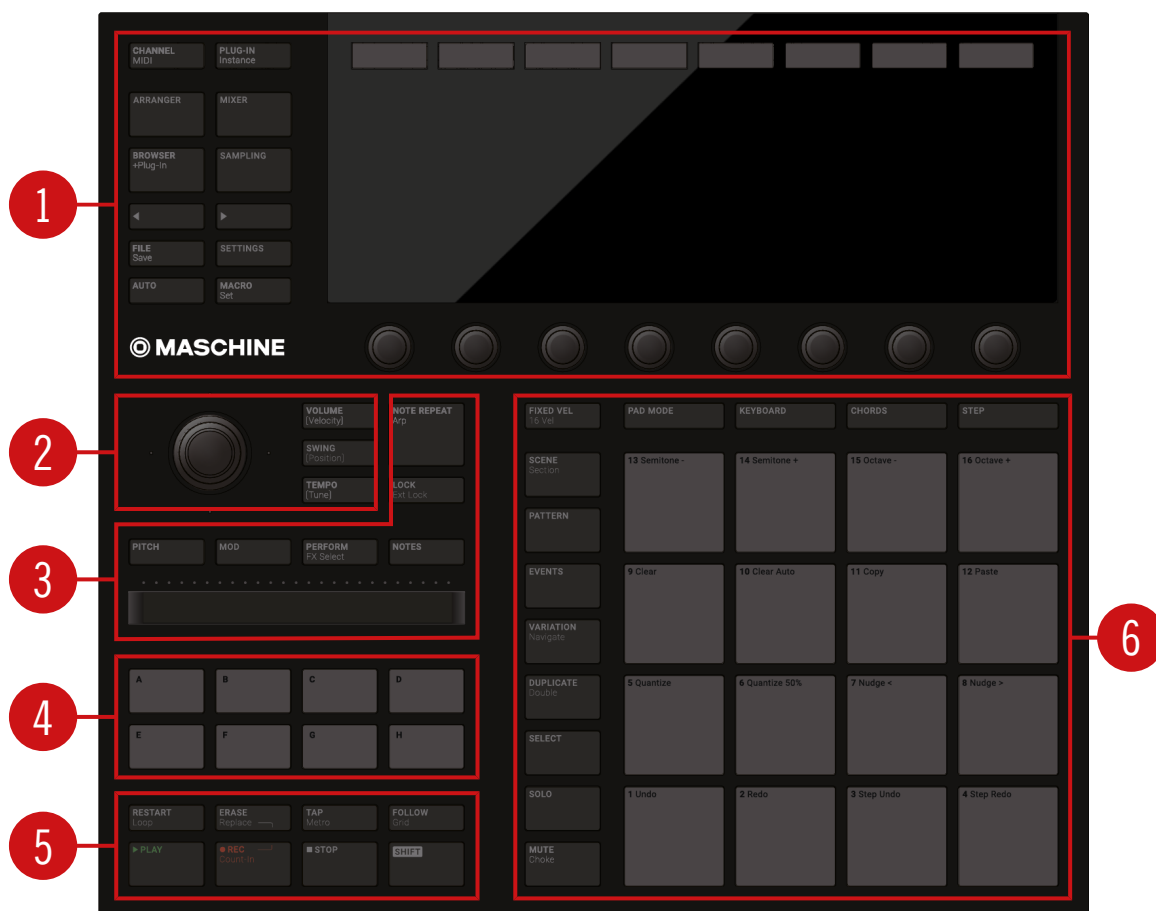 CHANNEL
MIDI
PLUG-IN
Instance
ARRANGER
MIXER
BROWSER
+Plug-In
SAMPLING
FILE
Save
SETTINGS
AUTO
MACRO
Set
MASCHINE
1
VOLUME
[Velocity]
SWING
[Position]
TEMPO
[Tune]
2
NOTE REPEAT
Arp
LOCK
Ext Lock
PITCH
MOD
PERFORM
FX Select
NOTES
3
A
B
C
D
E
F
G
H
4
RESTART
Loop
ERASE
Replace
TAP
Metro
FOLLOW
Grid
PLAY
REC
Count-In
STOP
SHIFT
5
FIXED VEL
16 Vel
PAD MODE
KEYBOARD
CHORDS
STEP
SCENE
Section
PATTERN
EVENTS
VARIATION
Navigate
DUPLICATE
Double
SELECT
SOLO
MUTE
Choke
13 Semitone -
14 Semitone +
15 Octave -
16 Octave +
9 Clear
10 Clear Auto
11 Copy
12 Paste
5 Quantize
6 Quantize 50%
7 Nudge <
8 Nudge >
1 Undo
2 Redo
3 Step Undo
4 Step Redo
6